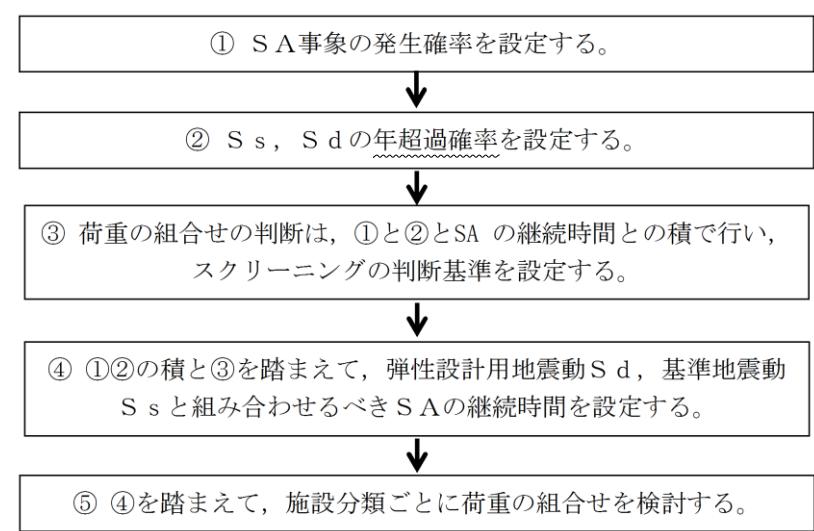 ① ＳＡ事象の発生確率を設定する。
② Ｓｓ，Ｓｄの年超過確率を設定する。
③ 荷重の組合せの判断は，①と②とSA の継続時間との積で行い，
スクリーニングの判断基準を設定する。
④ ①②の積と③を踏まえて，弾性設計用地震動Ｓｄ，基準地震動
Ｓｓと組み合わせるべきＳＡの継続時間を設定する。
⑤ ④を踏まえて，施設分類ごとに荷重の組合せを検討する。